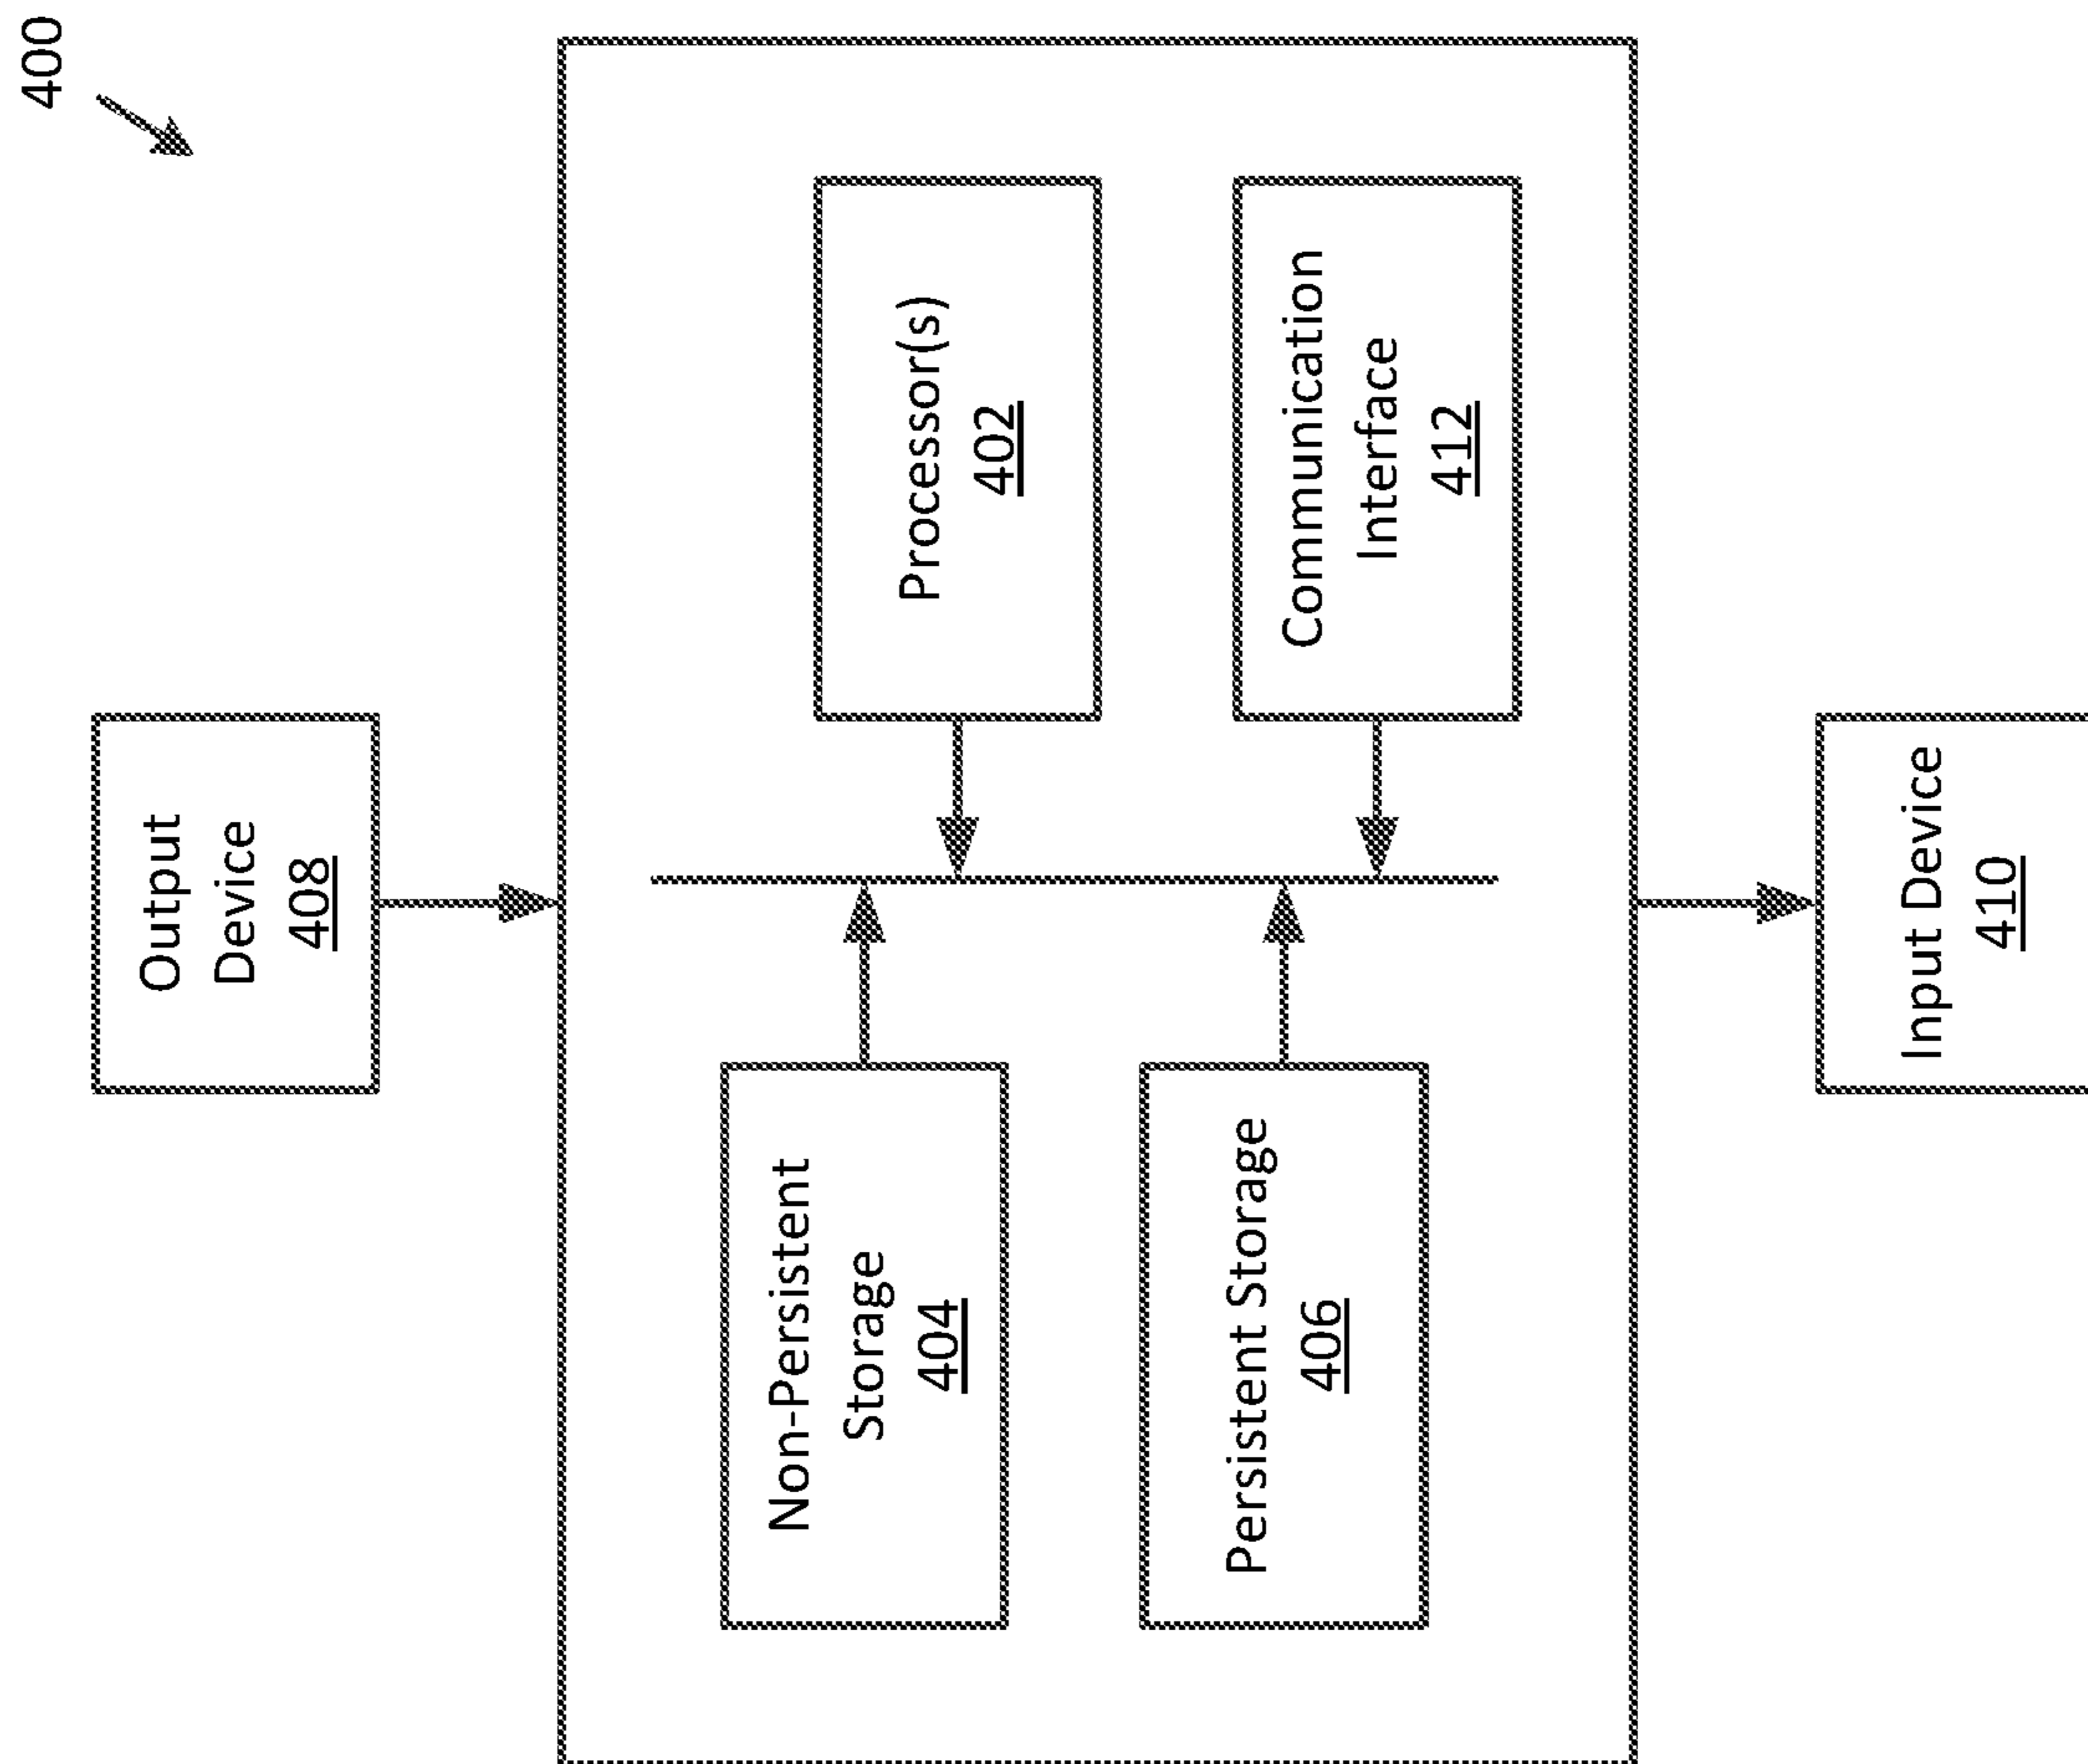 400
Output
Device
408
Non-Persistent
Storage
404
Processor(s)
402
Persistent Storage
406
Communication
Interface
412
Input Device
410